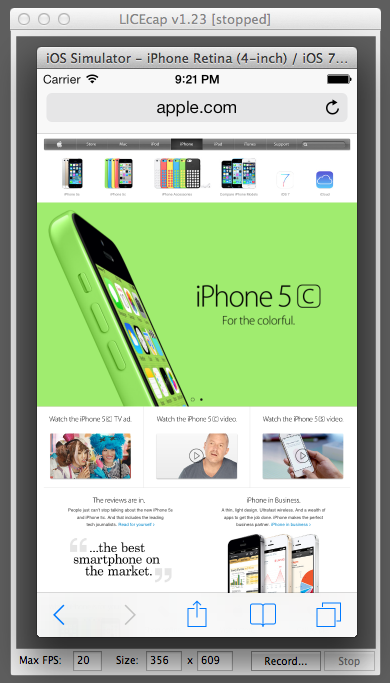 LICEcap v1.23 [stopped]
iOS Simulator – iPhone Retina (4-inch) / iOS 7...
Carrier 9:21 PM
apple.com
Store Mac iPod iPhone iPad iTunes Support
iPhone 5s iPhone 5c iPhone Accessories Compare iPhone Models iOS 7 iCloud
iPhone 5C
For the colorful.
Watch the iPhone 5C TV ad. Watch the iPhone 5C video. Watch the iPhone 5S video.
The reviews are in.
People just can't stop talking about the new iPhone 5s
and iPhone 5c. And that includes the leading
tech journalists. Read for yourself ›
“...the best
smartphone on
the market.”
iPhone in Business.
A thin, light design. Ultrafast wireless. And a wealth of
apps to get the job done. iPhone makes the perfect
business partner. iPhone in business ›
Max FPS: 20 Size: 356 x 609 Record... Stop